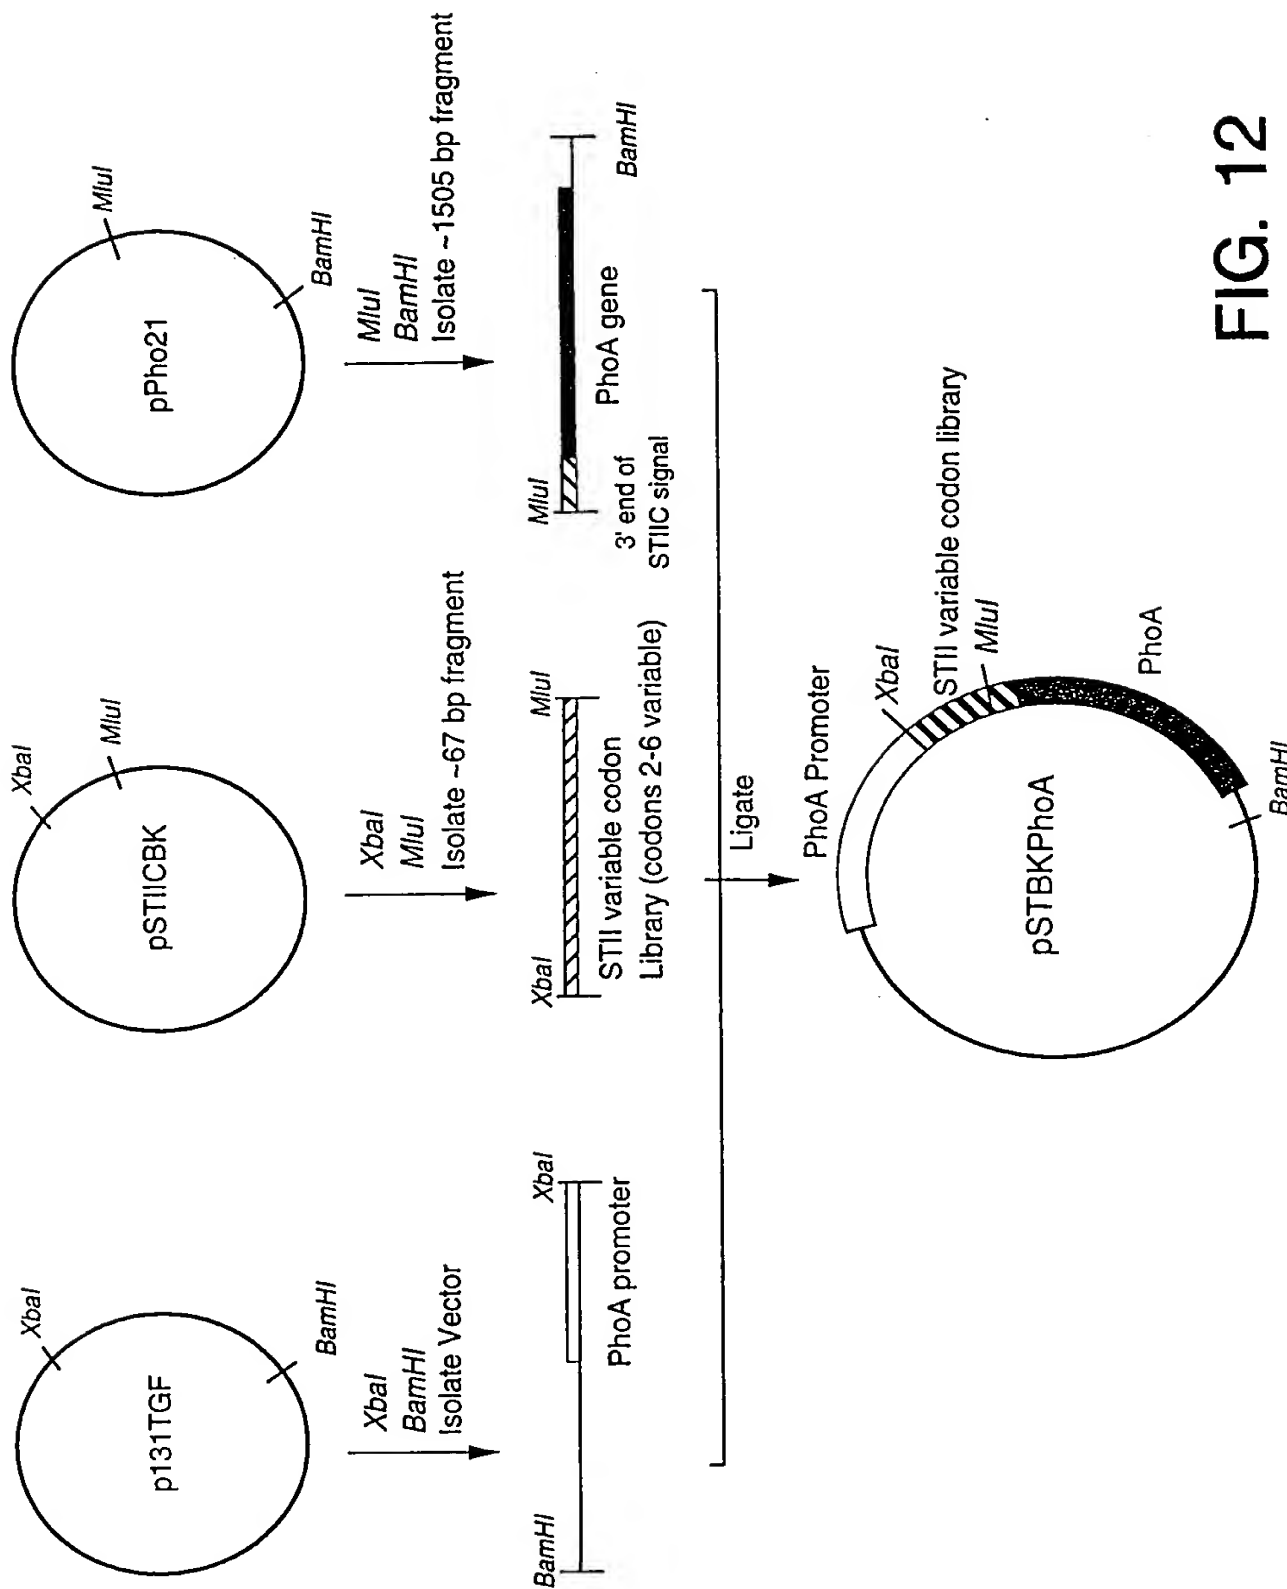 XbaI
p131TGF
BamHI
XbaI
BamHI
Isolate Vector
BamHI
XbaI
PhoA promoter
XbaI
MluI
pSTIICBK
XbaI
MluI
Isolate ~67 bp fragment
XbaI
MluI
STII variable codon
Library (codons 2-6 variable)
MluI
pPho21
BamHI
MluI
BamHI
Isolate ~1505 bp fragment
MluI
BamHI
3' end of
STIIC signal
PhoA gene
Ligate
PhoA Promoter
XbaI
STII variable codon library
MluI
PhoA
BamHI
pSTBKPhoA
FIG. 12